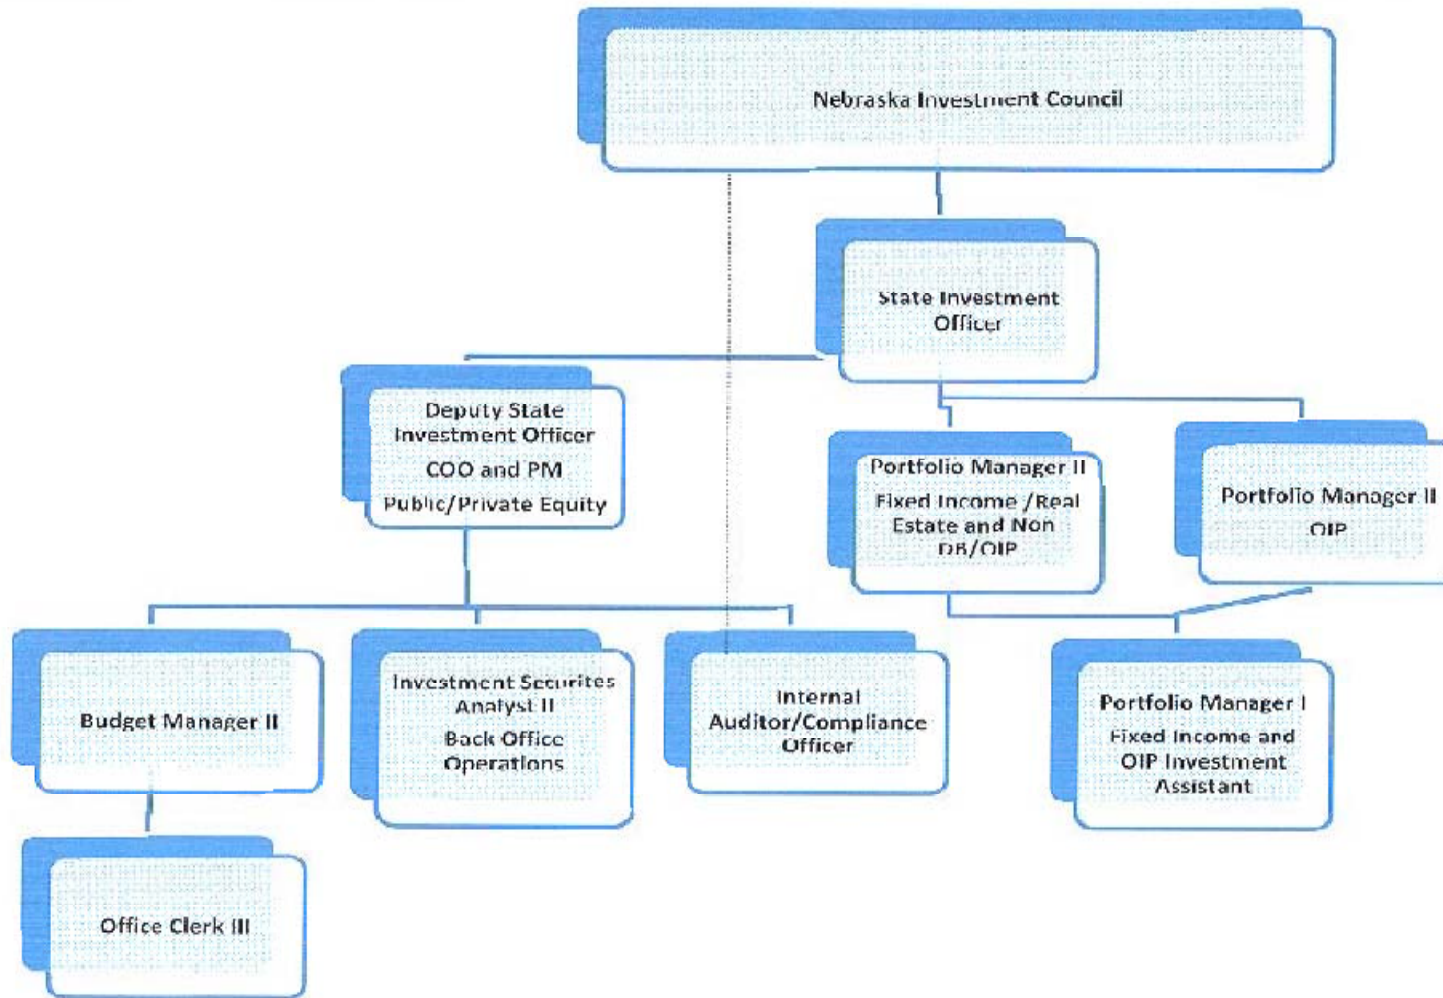 Nebraska Investment Council
State Investment
Officer
Deputy State
Investment Officer
COO and PM
Public/Private Equity
Portfolio Manager II
Fixed Income /Real
Estate and Non
DB/OIP
Portfolio Manager II
OIP
Budget Manager II
Investment Securites
Analyst II
Back Office
Operations
Internal
Auditor/Compliance
Officer
Portfolio Manager I
Fixed Income and
OIP Investment
Assistant
Office Clerk III